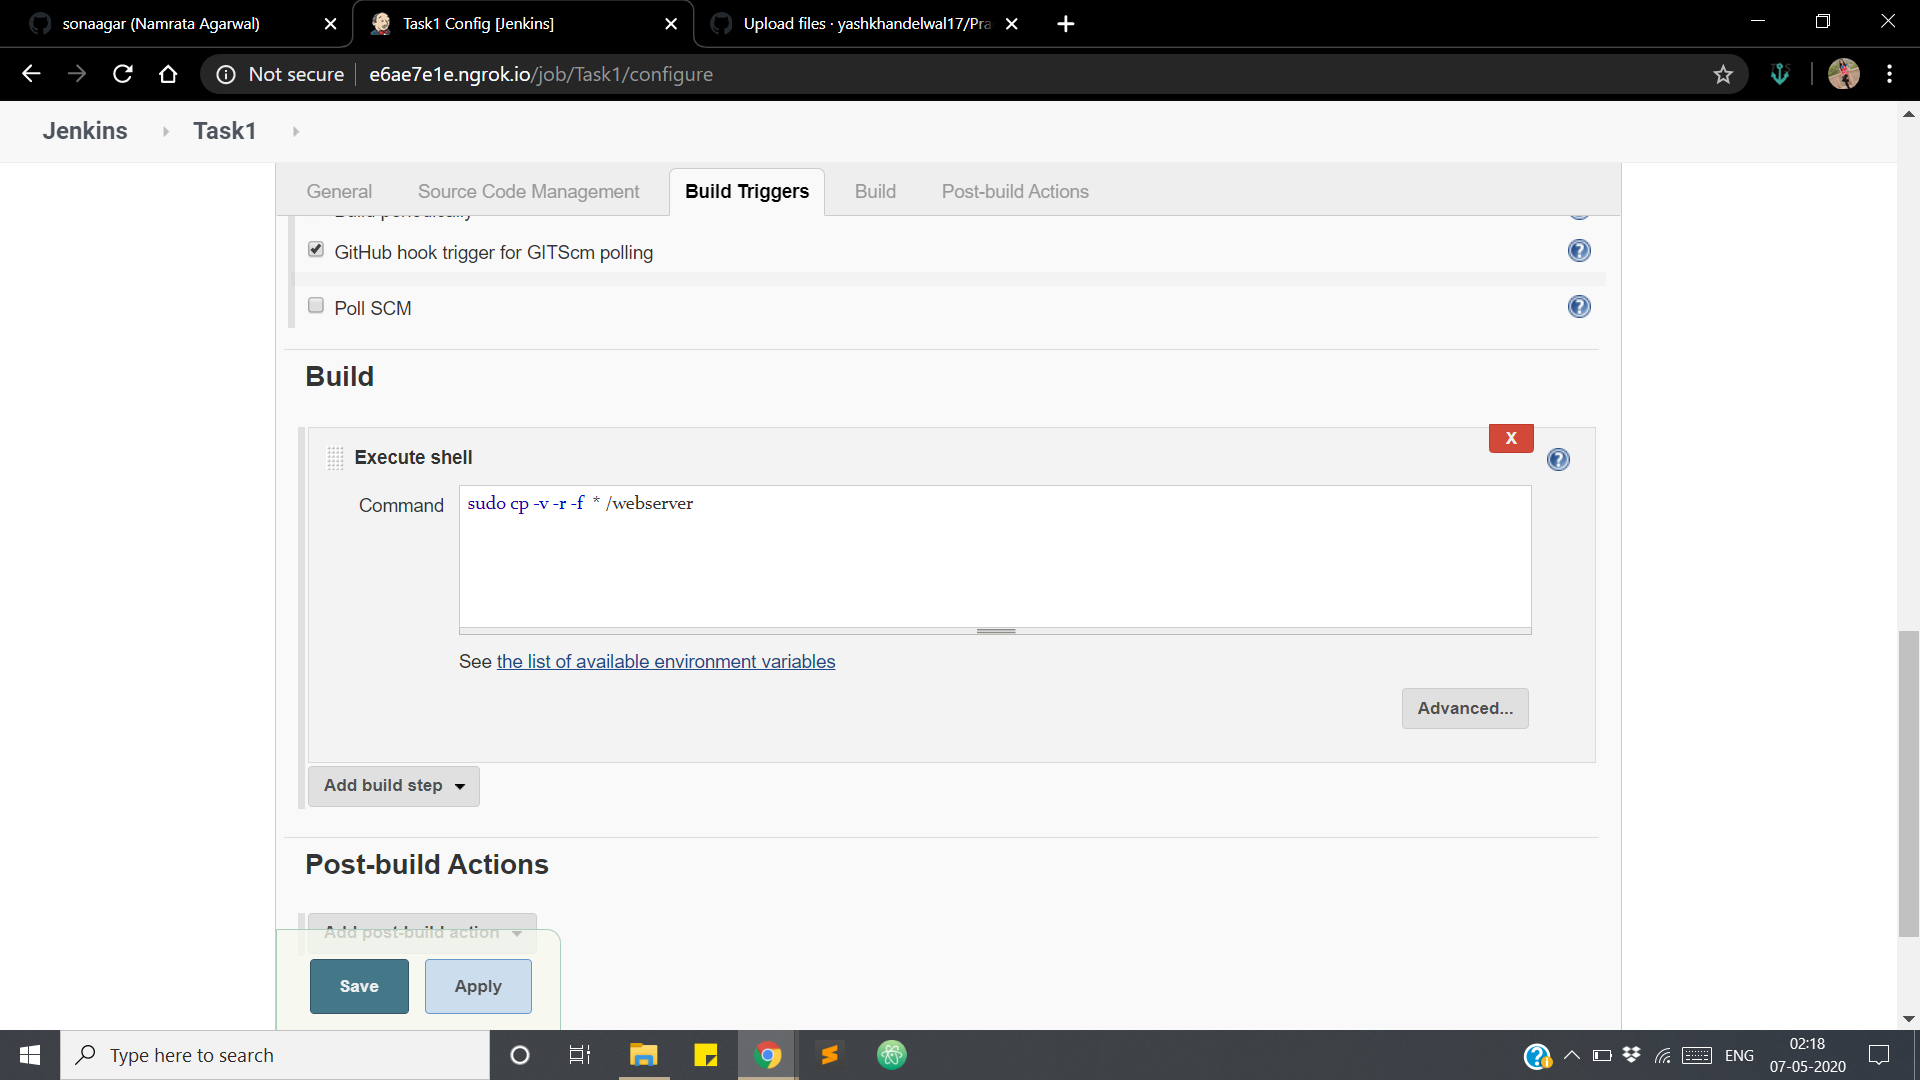 sonaagar (Namrata Agarwal)
Task1 Config [Jenkins]
Upload files · yashkhandelwal17/Pra
Not secure
e6ae7e1e.ngrok.io/job/Task1/configure
Jenkins
Task1
General
Source Code Management
Build Triggers
Build
Post-build Actions
Build periodically
GitHub hook trigger for GITScm polling
Poll SCM
Build
X
Execute shell
Command
sudo cp -v -r -f * /webserver
See the list of available environment variables
Advanced...
Add build step
Post-build Actions
Add post-build action
Save
Apply
Type here to search
ENG
02:18
07-05-2020